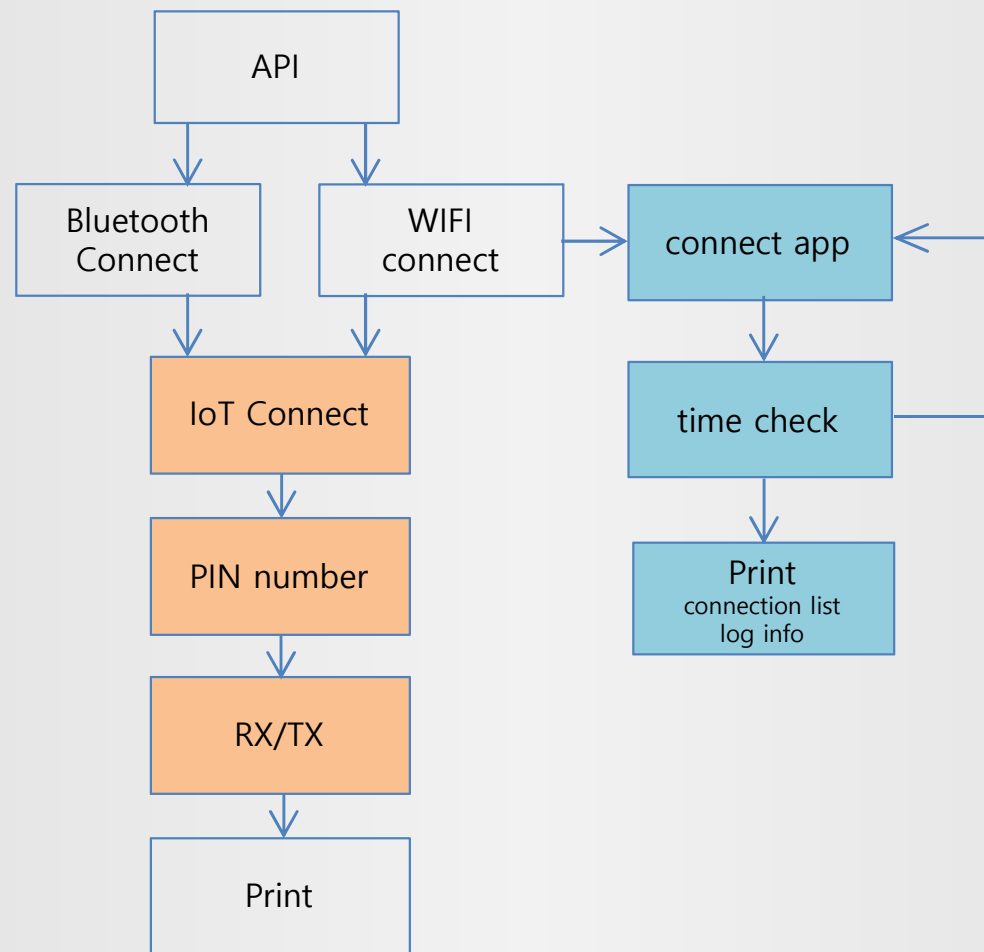 API
Bluetooth
Connect
WIFI
connect
connect app
IoT Connect
time check
PIN number
Print
connection list
log info
RX/TX
Print